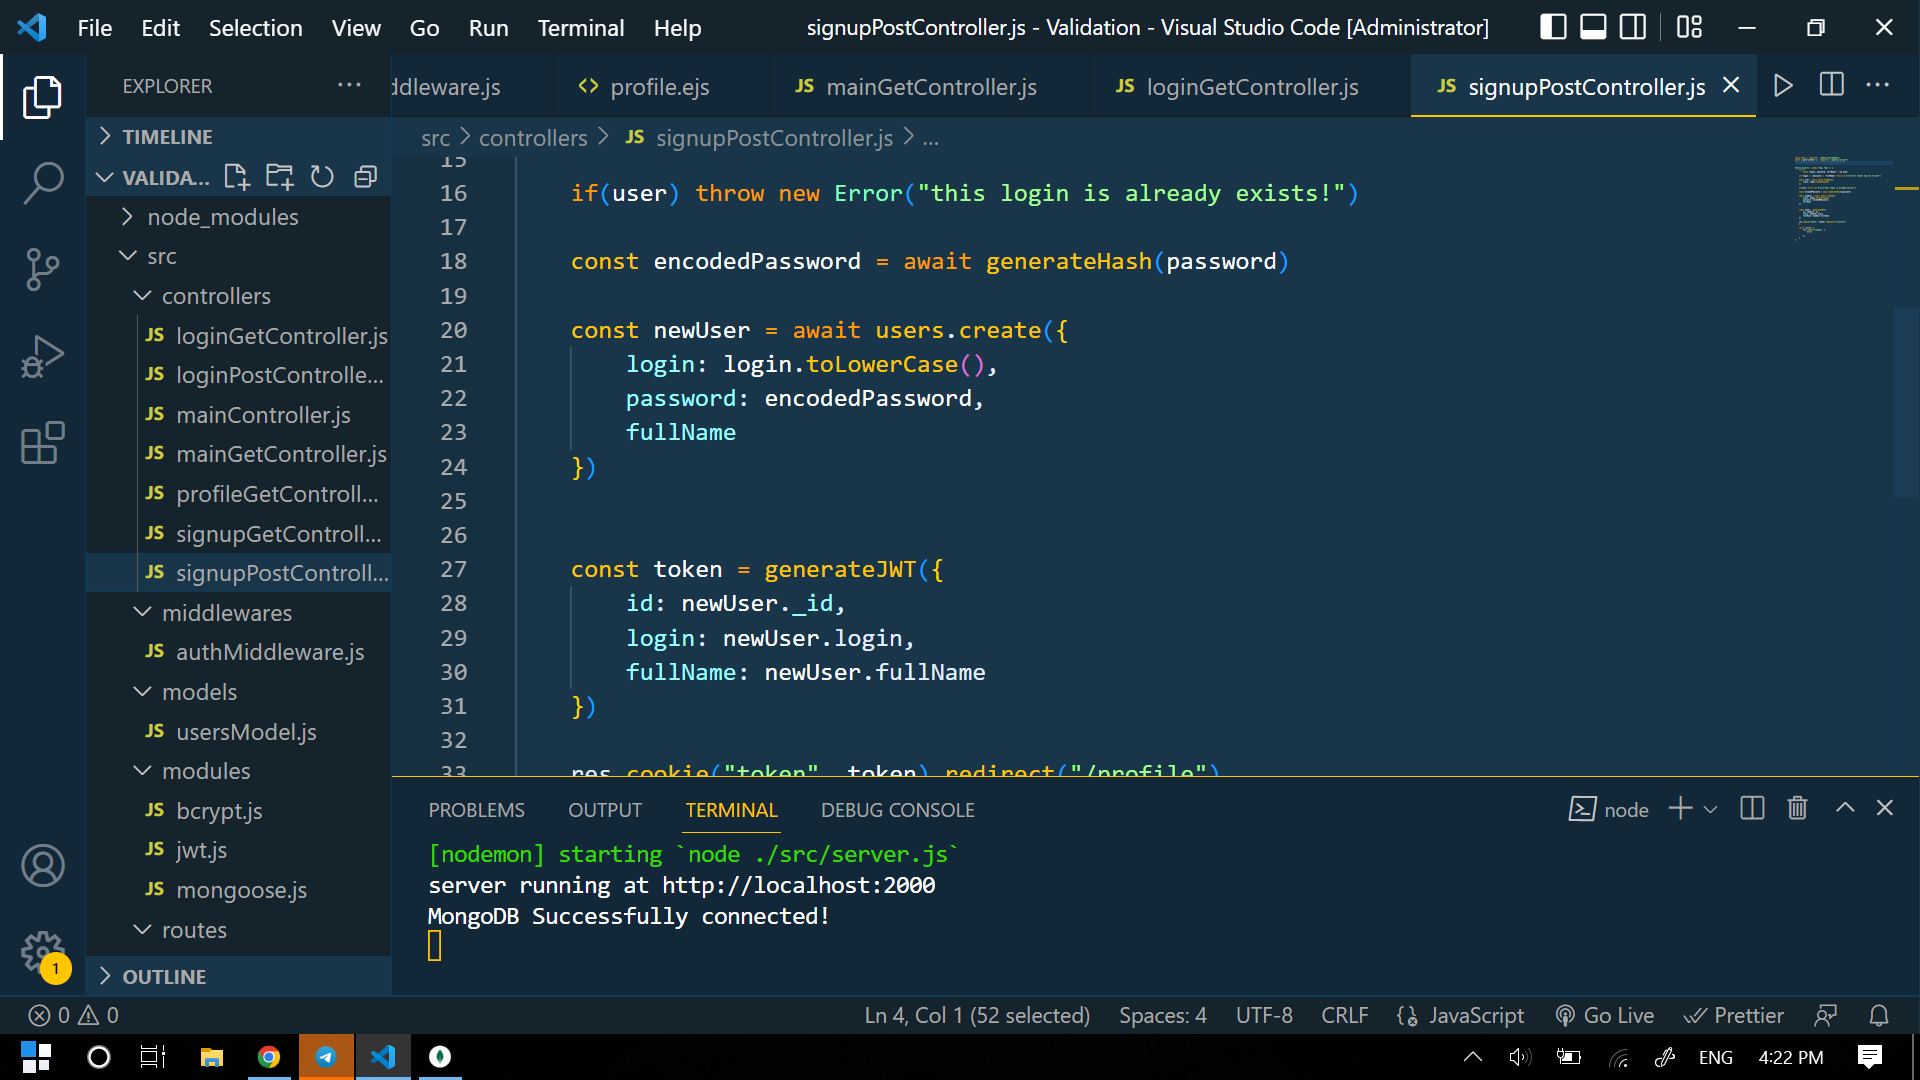 File Edit Selection View Go Run Terminal Help
signupPostController.js - Validation - Visual Studio Code [Administrator]
EXPLORER
ddleware.js
profile.ejs
JS mainGetController.js
JS loginGetController.js
JS signupPostController.js
TIMELINE
VALIDA...
node_modules
src
controllers
JS loginGetController.js
JS loginPostControlle...
JS mainController.js
JS mainGetController.js
JS profileGetControll...
JS signupGetControll...
JS signupPostControll...
middlewares
JS authMiddleware.js
models
JS usersModel.js
modules
JS bcrypt.js
JS jwt.js
JS mongoose.js
routes
OUTLINE
src > controllers > JS signupPostController.js > ...
15
16 if(user) throw new Error("this login is already exists!")
17
18 const encodedPassword = await generateHash(password)
19
20 const newUser = await users.create({
21 login: login.toLowerCase(),
22 password: encodedPassword,
23 fullName
24 })
25
26
27 const token = generateJWT({
28 id: newUser._id,
29 login: newUser.login,
30 fullName: newUser.fullName
31 })
32
33 res.cookie("token", token).redirect("/profile")
PROBLEMS OUTPUT TERMINAL DEBUG CONSOLE
node
[nodemon] starting `node ./src/server.js`
server running at http://localhost:2000
MongoDB Successfully connected!
1
0 0
Ln 4, Col 1 (52 selected) Spaces: 4 UTF-8 CRLF JavaScript Go Live Prettier
ENG 4:22 PM